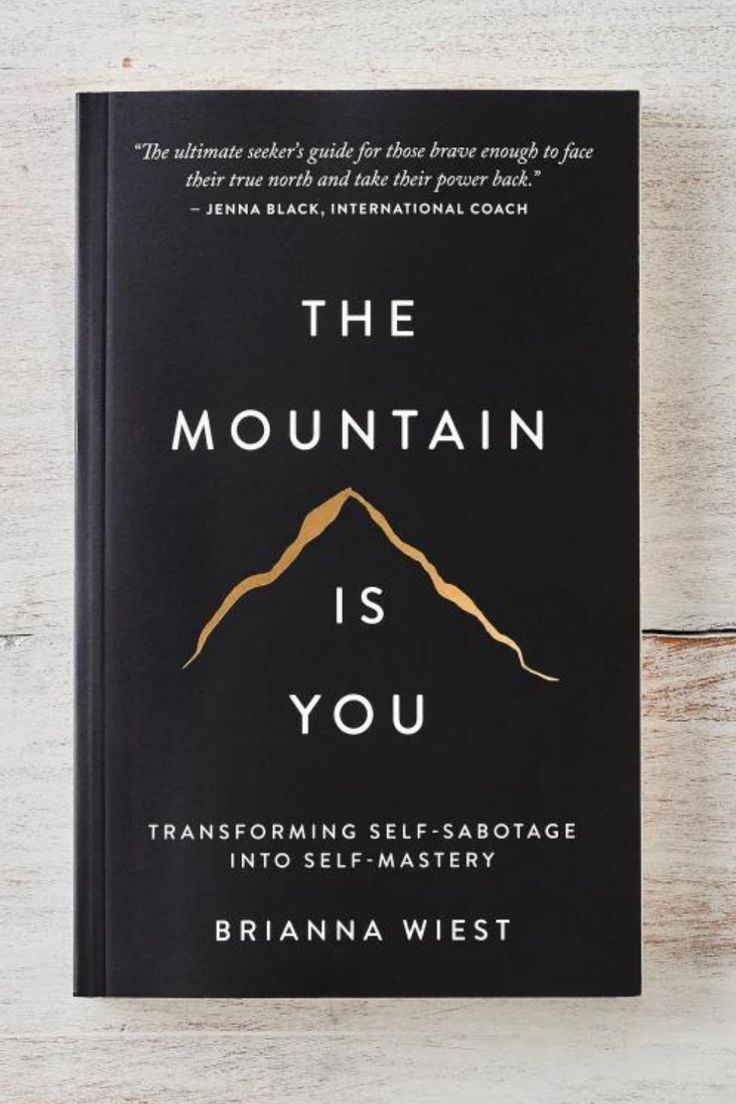 “The ultimate seeker’s guide for those brave enough to face
their true north and take their power back.”
– JENNA BLACK, INTERNATIONAL COACH
THE
MOUNTAIN
IS
YOU
TRANSFORMING SELF-SABOTAGE
INTO SELF-MASTERY
BRIANNA WIEST